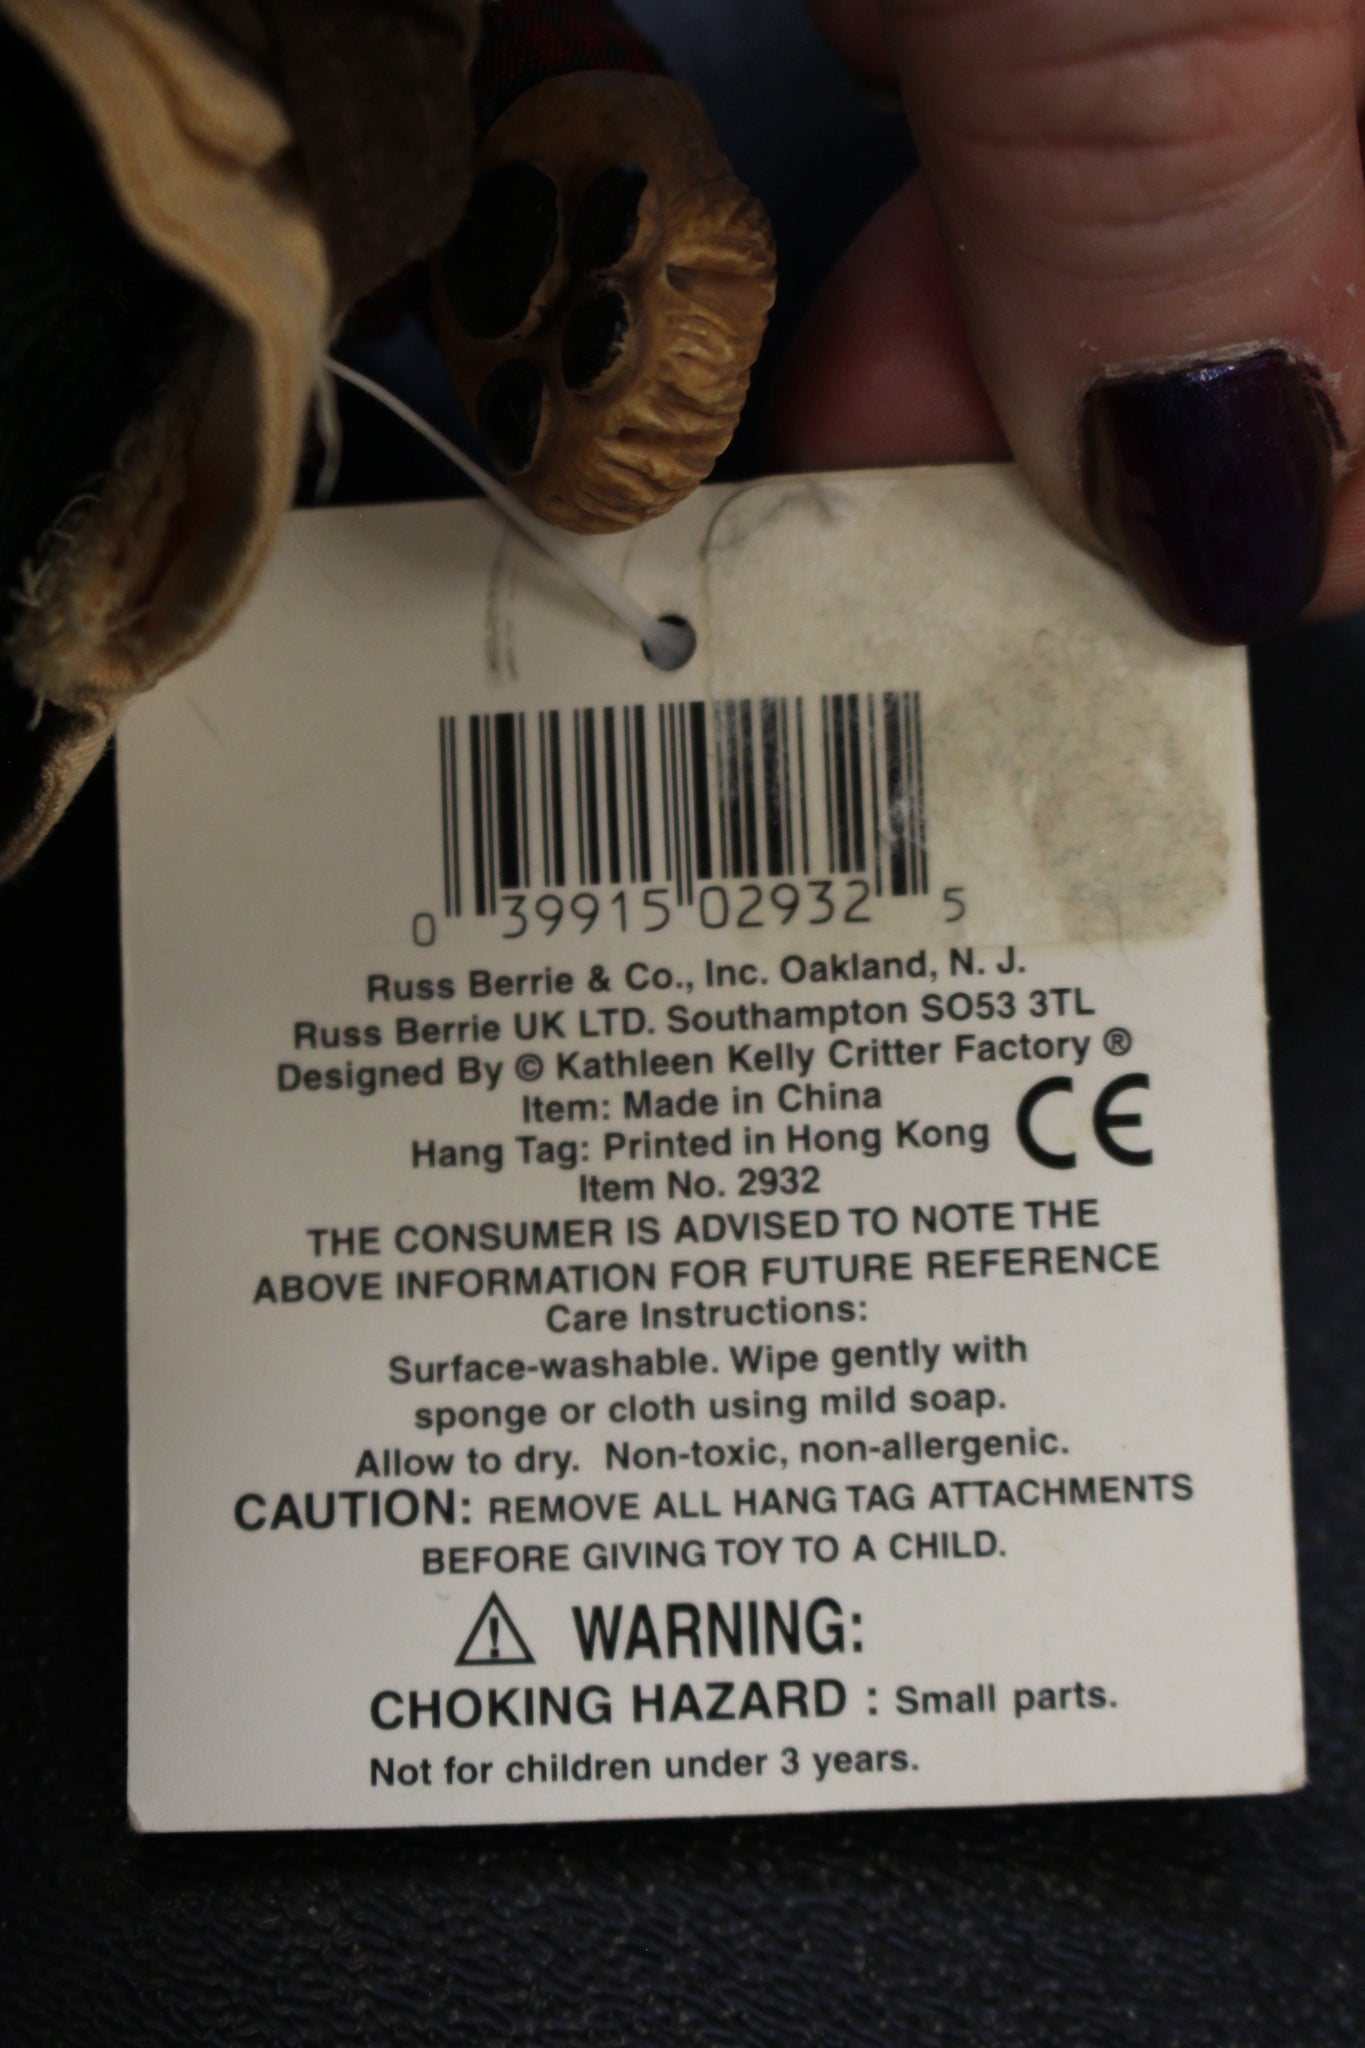 0 39915 02932 5
Russ Berrie & Co., Inc. Oakland, N. J.
Russ Berrie UK LTD. Southampton SO53 3TL
Designed By © Kathleen Kelly Critter Factory ®
Item: Made in China
Hang Tag: Printed in Hong Kong CE
Item No. 2932
THE CONSUMER IS ADVISED TO NOTE THE
ABOVE INFORMATION FOR FUTURE REFERENCE
Care Instructions:
Surface-washable. Wipe gently with
sponge or cloth using mild soap.
Allow to dry. Non-toxic, non-allergenic.
CAUTION: REMOVE ALL HANG TAG ATTACHMENTS
BEFORE GIVING TOY TO A CHILD.
WARNING:
CHOKING HAZARD : Small parts.
Not for children under 3 years.